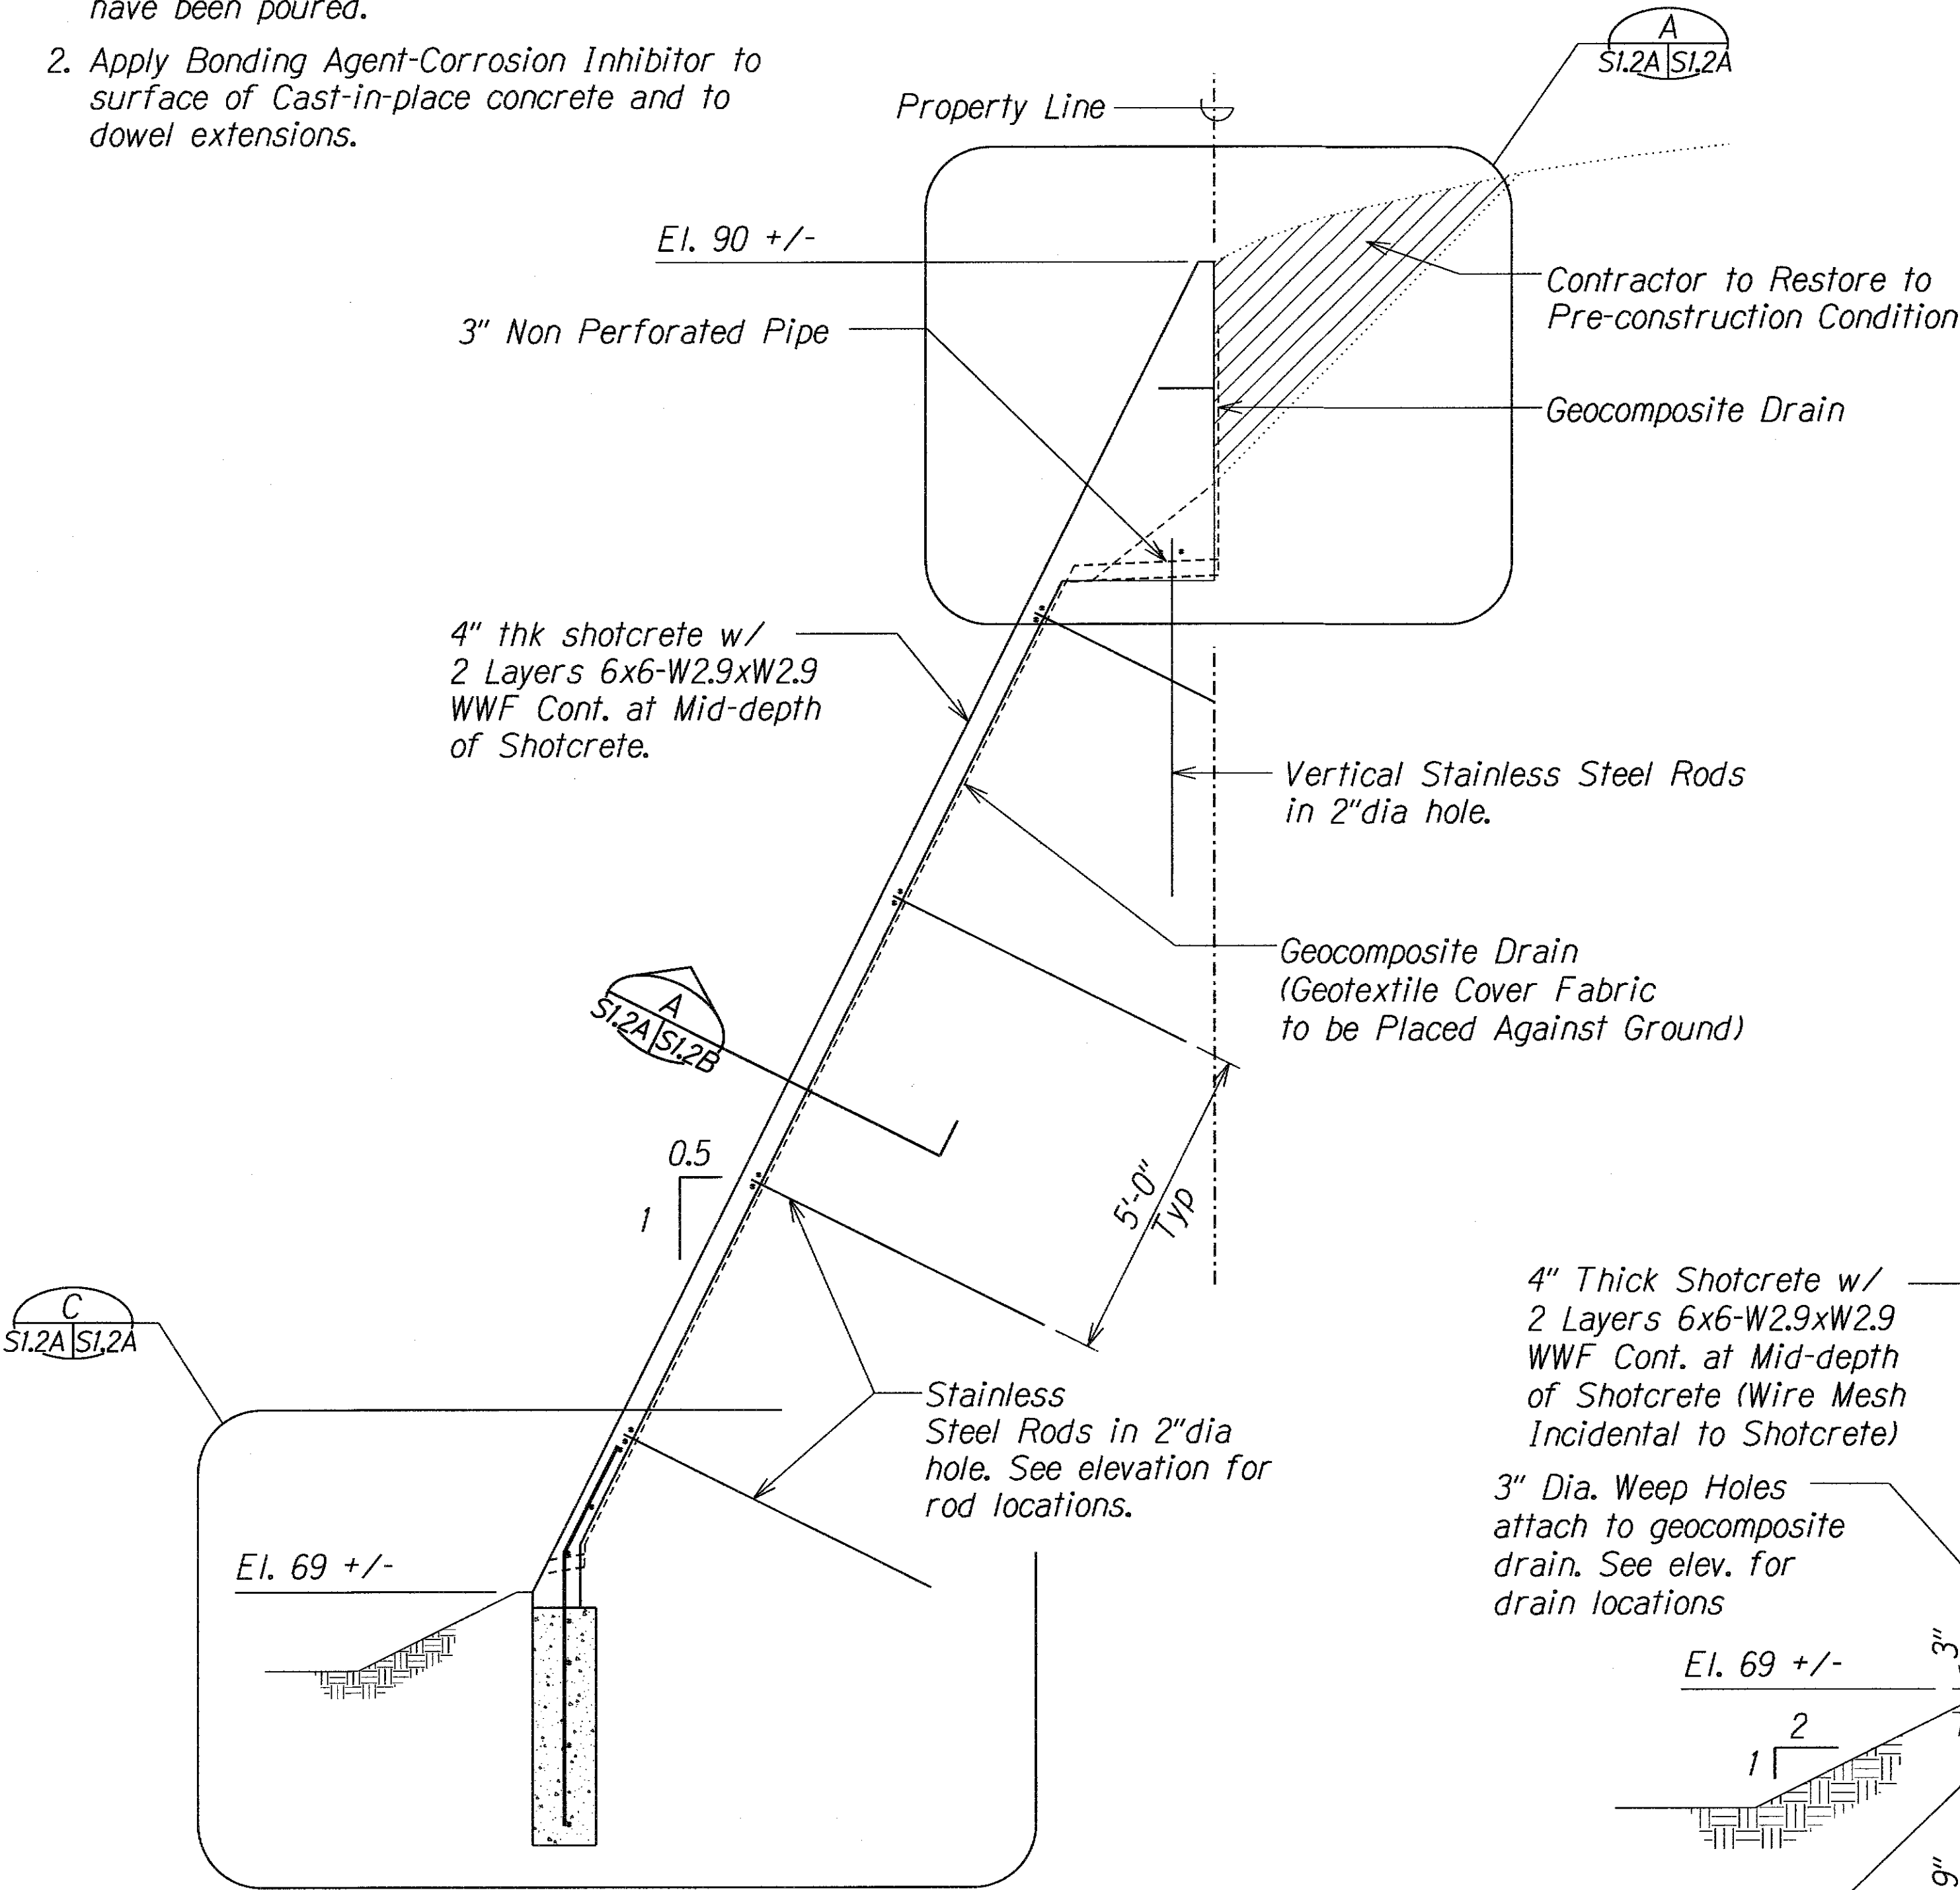 have been poured.
2. Apply Bonding Agent-Corrosion Inhibitor to
surface of Cast-in-place concrete and to
dowel extensions.
A
S1.2A S1.2A
Property Line
El. 90 +/-
3" Non Perforated Pipe
Contractor to Restore to
Pre-construction Condition
Geocomposite Drain
4" thk shotcrete w/
2 Layers 6x6-W2.9xW2.9
WWF Cont. at Mid-depth
of Shotcrete.
Vertical Stainless Steel Rods
in 2"dia hole.
Geocomposite Drain
(Geotextile Cover Fabric
to be Placed Against Ground)
A
S1.2A S1.2B
0.5
1
5'-0"
Typ
C
S1.2A S1.2A
Stainless
Steel Rods in 2"dia
hole. See elevation for
rod locations.
El. 69 +/-
4" Thick Shotcrete w/
2 Layers 6x6-W2.9xW2.9
WWF Cont. at Mid-depth
of Shotcrete (Wire Mesh
Incidental to Shotcrete)
3" Dia. Weep Holes
attach to geocomposite
drain. See elev. for
drain locations
3"
El. 69 +/-
2
1
9"